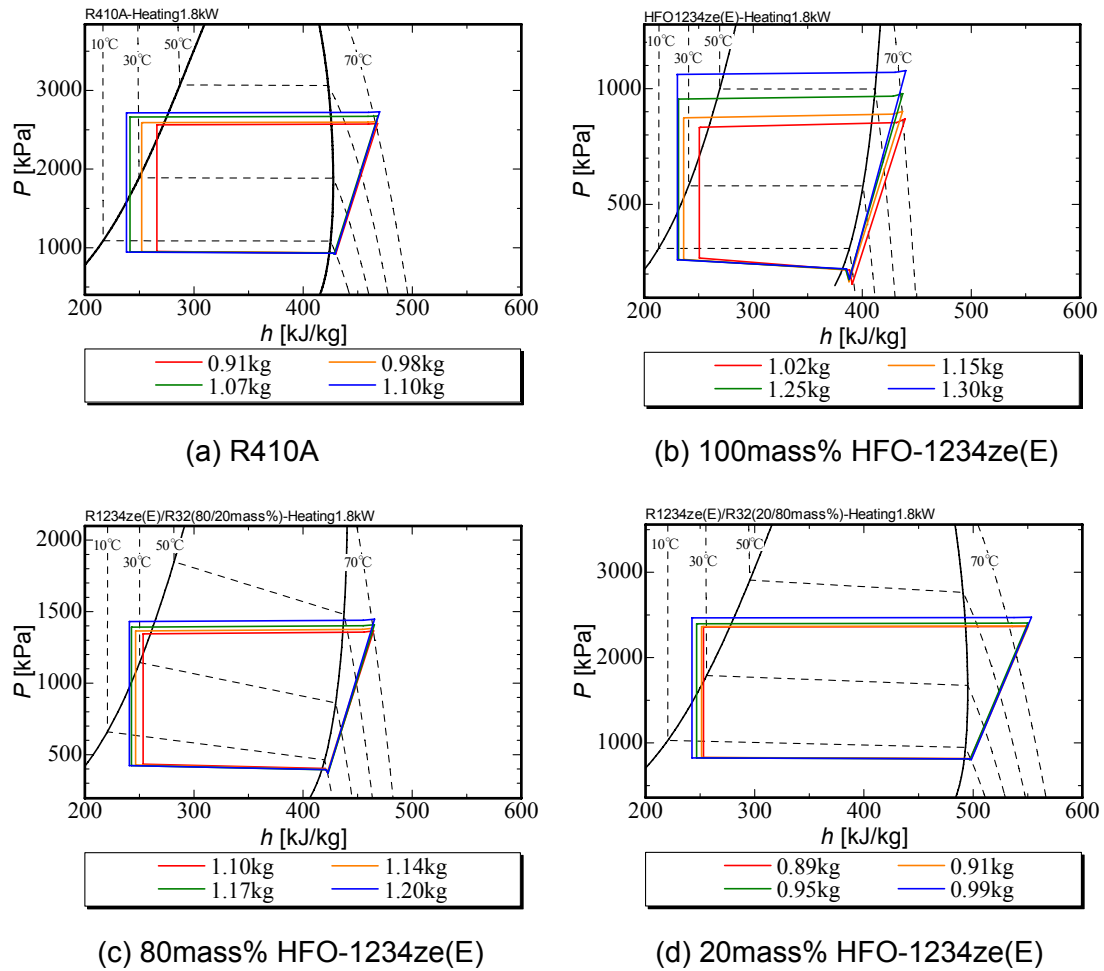 R410A-Heating1.8kW
10℃
30℃
50℃
70℃
3000
2000
1000
P [kPa]
200
300
400
500
600
h [kJ/kg]
0.91kg
0.98kg
1.07kg
1.10kg
(a) R410A
HFO1234ze(E)-Heating1.8kW
10℃
30℃
50℃
70℃
1000
500
P [kPa]
200
300
400
500
600
h [kJ/kg]
1.02kg
1.15kg
1.25kg
1.30kg
(b) 100mass% HFO-1234ze(E)
R1234ze(E)/R32(80/20mass%)-Heating1.8kW
10℃
30℃
50℃
70℃
2000
1500
1000
500
P [kPa]
200
300
400
500
600
h [kJ/kg]
1.10kg
1.14kg
1.17kg
1.20kg
(c) 80mass% HFO-1234ze(E)
R1234ze(E)/R32(20/80mass%)-Heating1.8kW
10℃
30℃
50℃
70℃
3000
2000
1000
P [kPa]
200
300
400
500
600
h [kJ/kg]
0.89kg
0.91kg
0.95kg
0.99kg
(d) 20mass% HFO-1234ze(E)